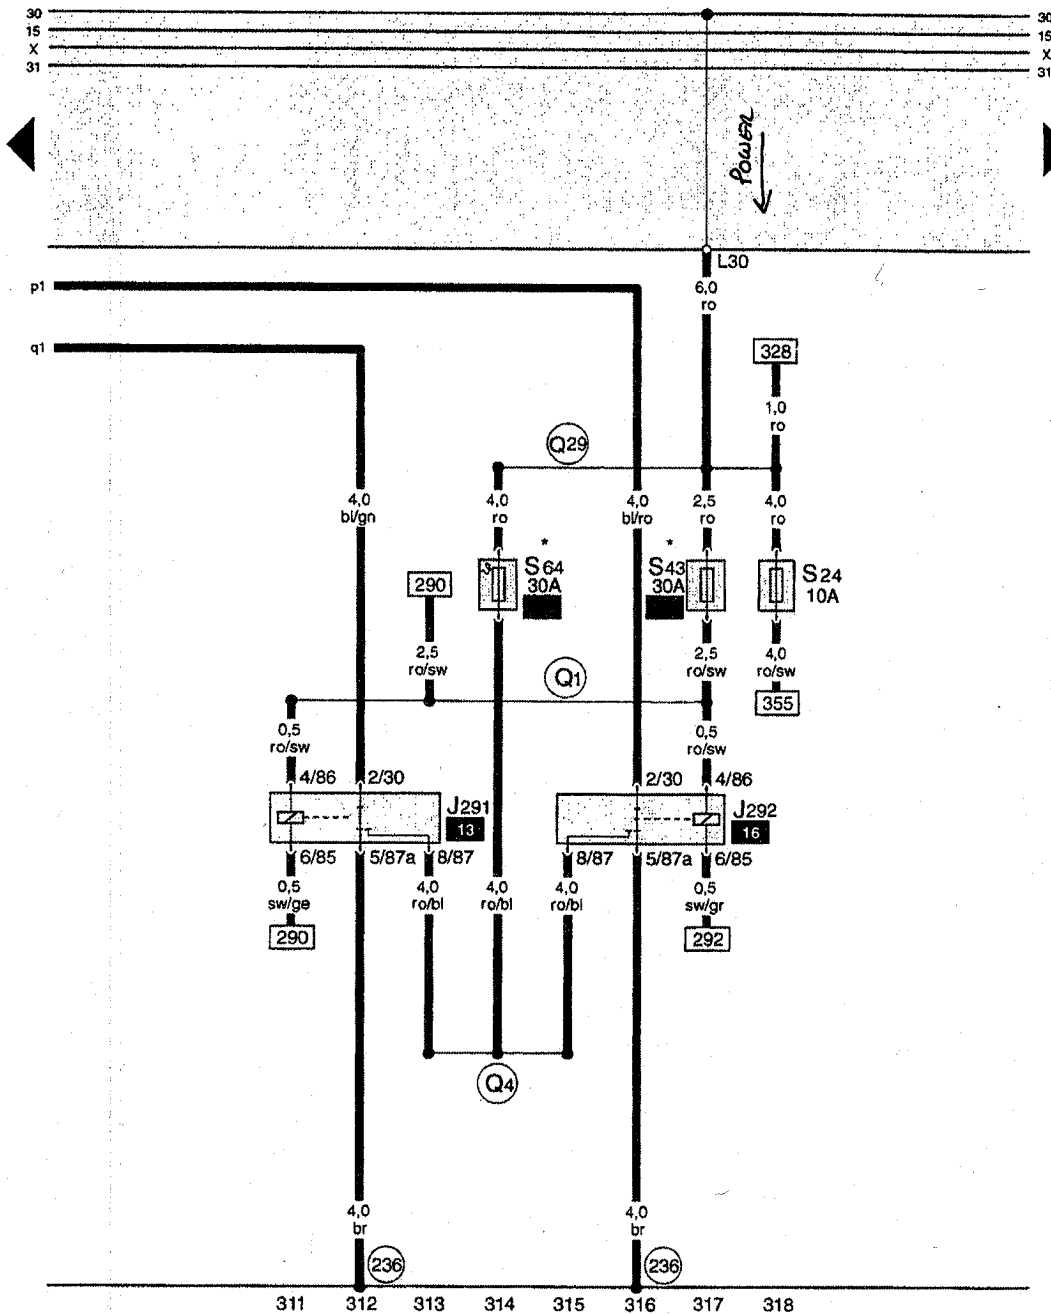 30 30
15 15
X X
31 31
POWER
L30
p1
6,0
ro
q1
328
1,0
ro
Q29
4,0 4,0 4,0 2,5 4,0
bl/gn ro bl/ro ro ro
* *
S64 S43 S24
30A 30A 10A
290
2,5 2,5 4,0
ro/sw ro/sw ro/sw
Q1
355
0,5 0,5
ro/sw ro/sw
4/86 2/30 2/30 4/86
J291 J292
13 16
6/85 5/87a 8/87 8/87 5/87a 6/85
0,5 4,0 4,0 4,0 0,5
sw/ge ro/bl ro/bl ro/bl sw/gr
290 292
Q4
4,0 4,0
br br
236 236
311 312 313 314 315 316 317 318